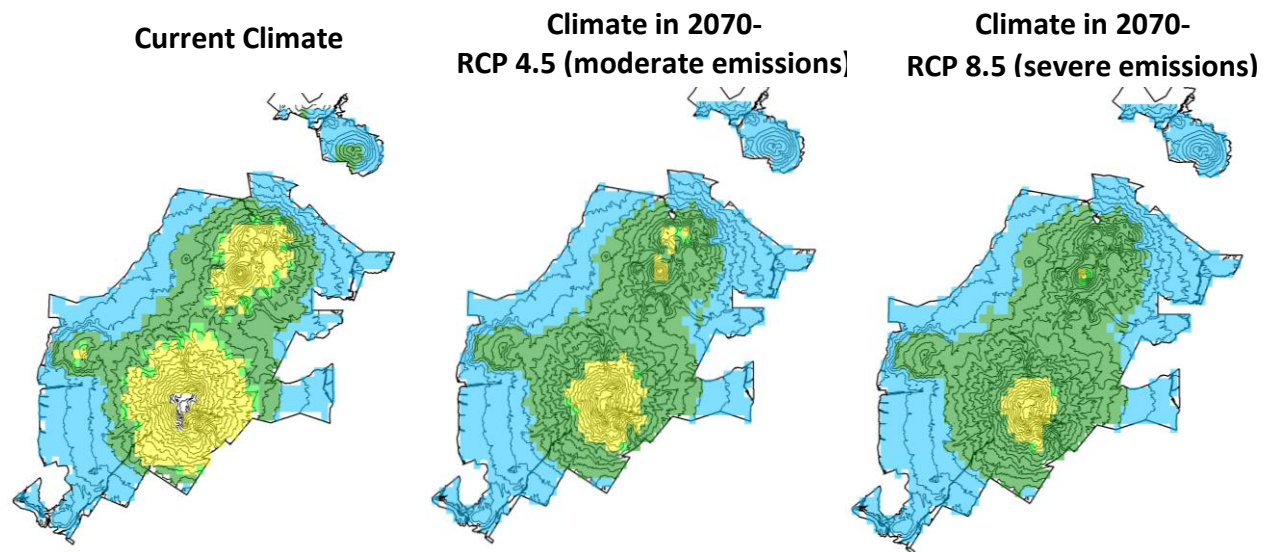 Current Climate
Climate in 2070-
RCP 4.5 (moderate emissions)
Climate in 2070-
RCP 8.5 (severe emissions)